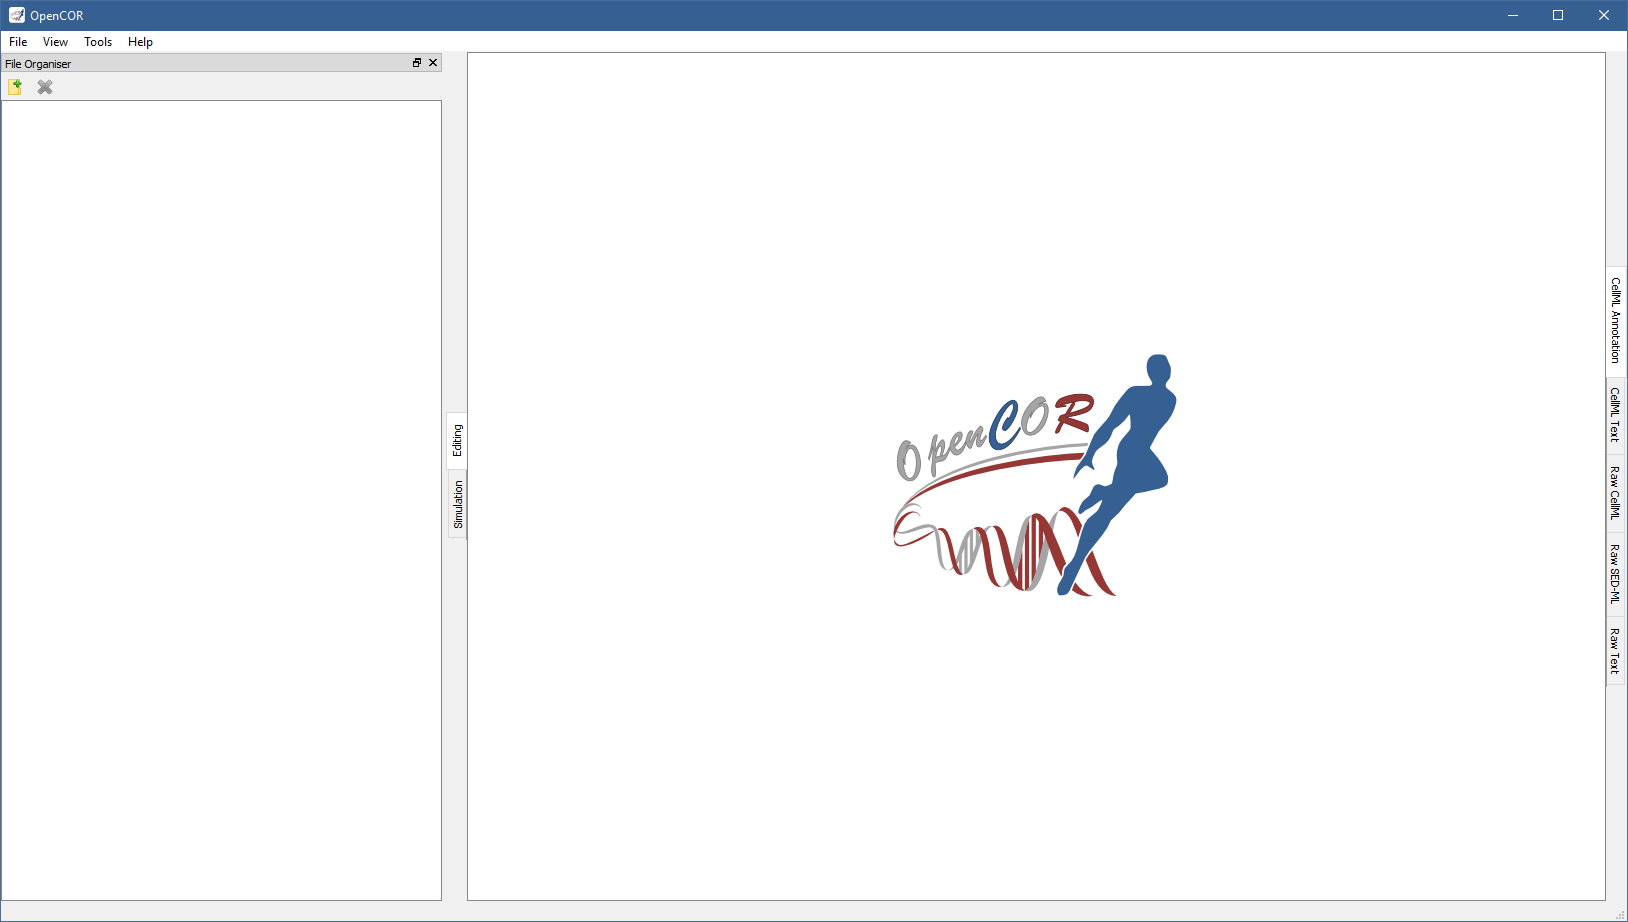 OpenCOR
File View Tools Help
File Organiser
Editing
Simulation
OpenCOR
CellML Annotation
CellML Text
Raw CellML
Raw SED-ML
Raw Text